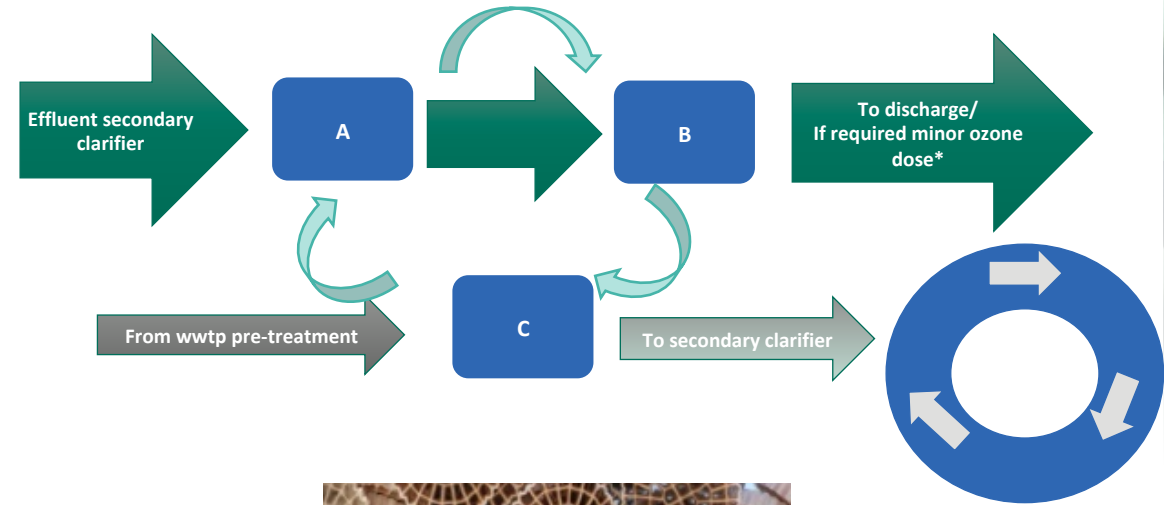 Effluent secondary
clarifier
A
B
To discharge/
If required minor ozone
dose*
C
From wwtp pre-treatment
To secondary clarifier